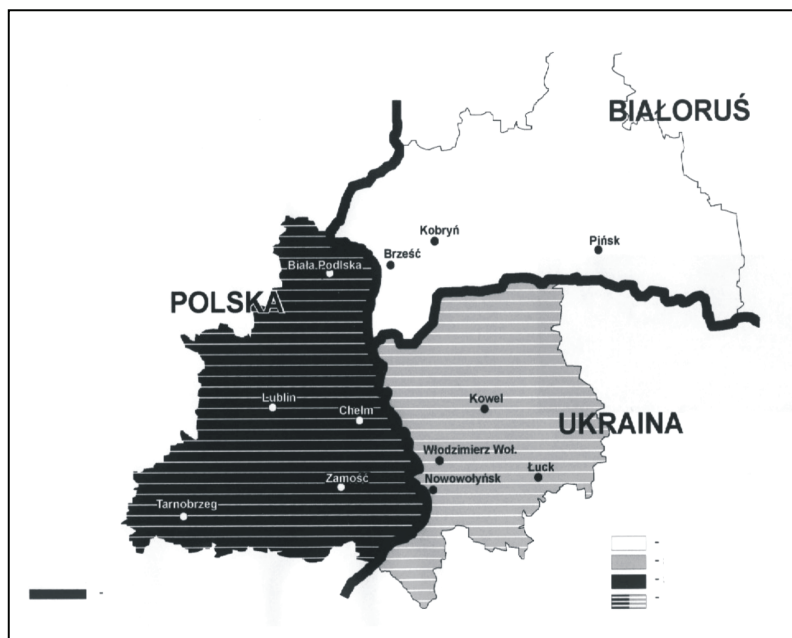 BIAŁORUŚ
Kobryń
Pińsk
Brześć
Biała Podlska
POLSKA
Lublin
Kowel
Chełm
UKRAINA
Włodzimierz Woł.
Łuck
Zamość
Nowowołyńsk
Tarnobrzeg
-
-
-
-
-